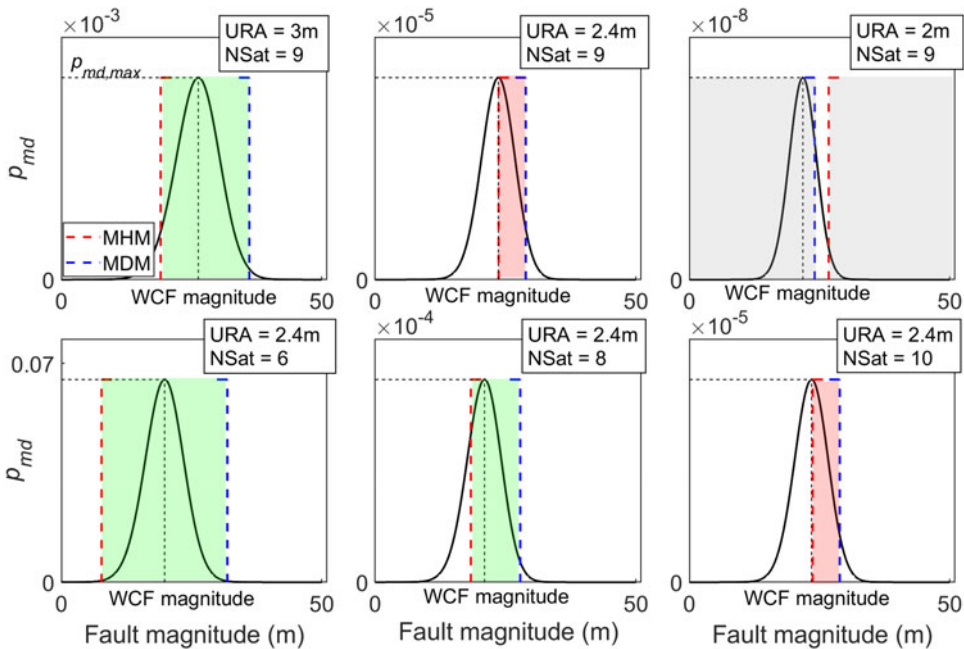 ×10⁻³
URA = 3m
NSat = 9
p_md,max
p_md
MHM
MDM
0
0
WCF magnitude
50
×10⁻⁵
URA = 2.4m
NSat = 9
0
0
WCF magnitude
50
×10⁻⁸
URA = 2m
NSat = 9
0
0
WCF magnitude
50
URA = 2.4m
NSat = 6
0.07
p_md
0
0
WCF magnitude
50
Fault magnitude (m)
×10⁻⁴
URA = 2.4m
NSat = 8
0
0
WCF magnitude
50
Fault magnitude (m)
×10⁻⁵
URA = 2.4m
NSat = 10
0
0
WCF magnitude
50
Fault magnitude (m)